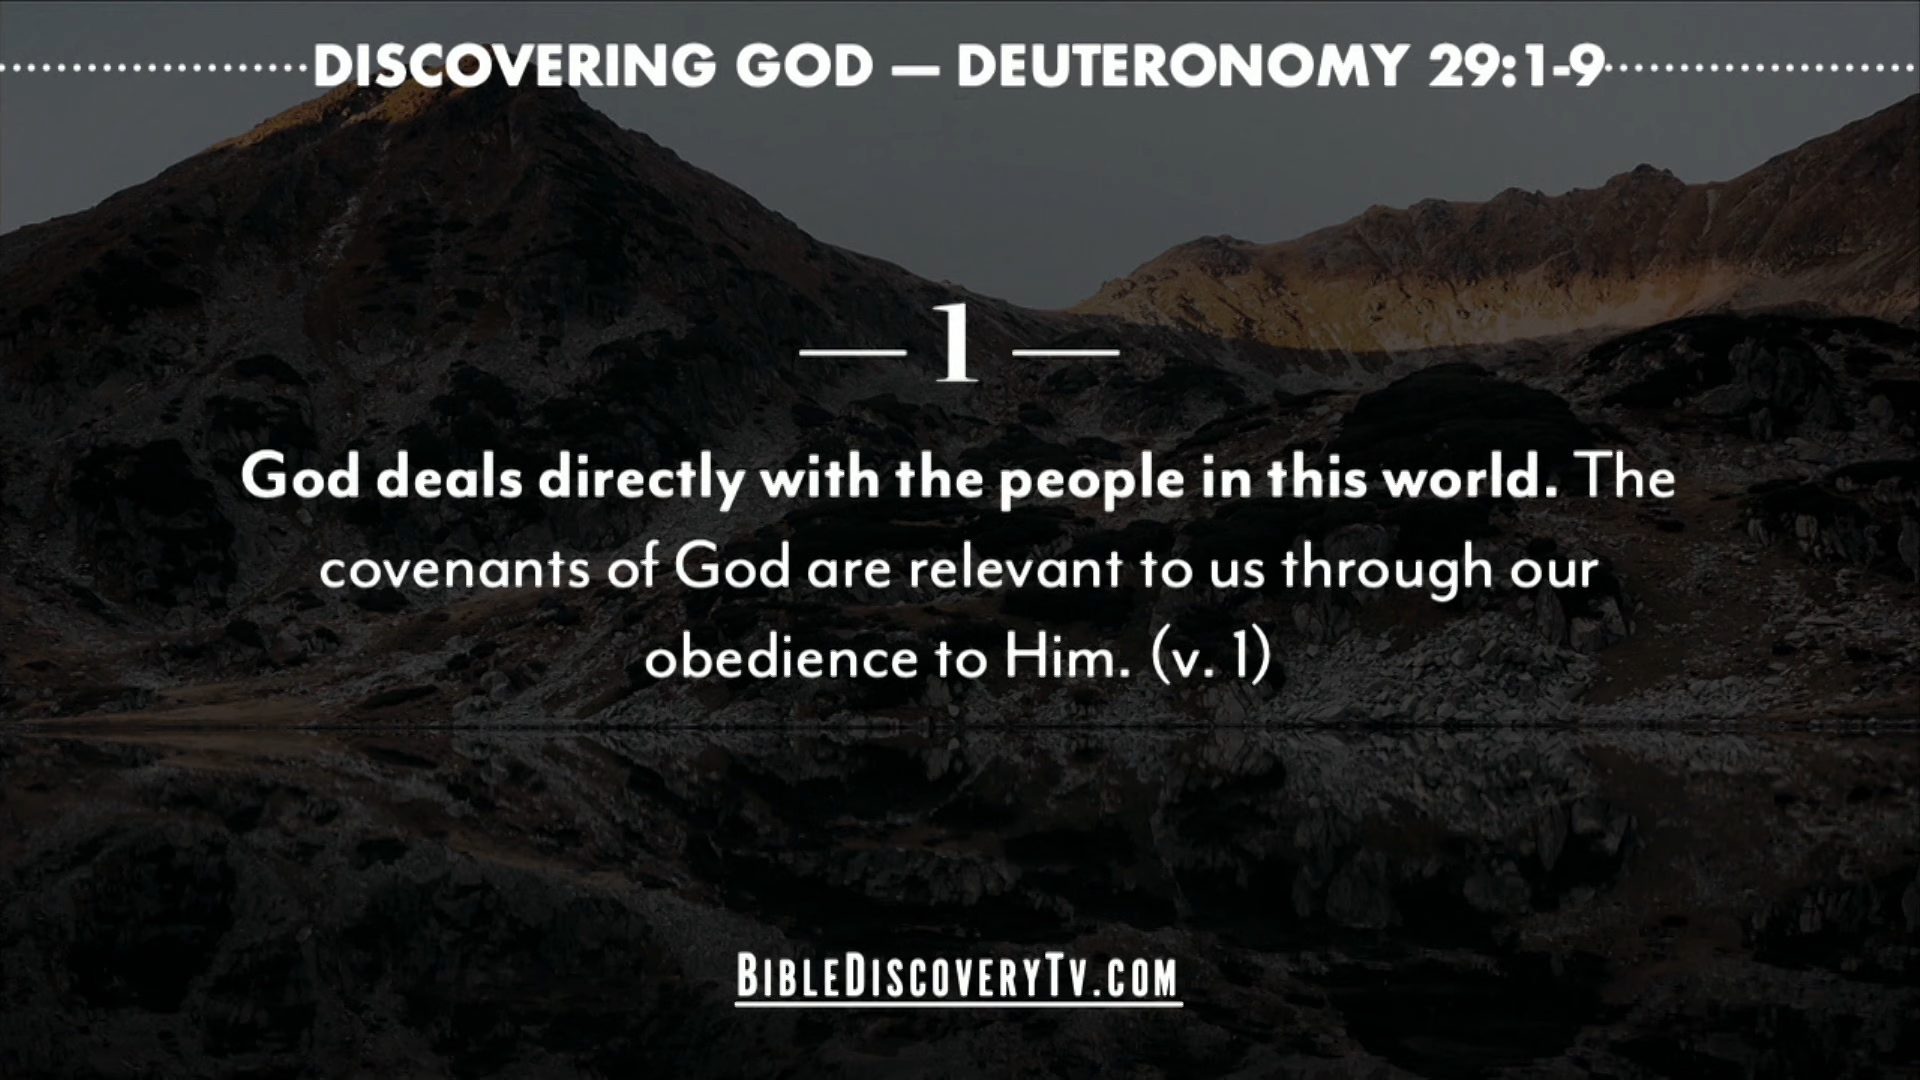 DISCOVERING GOD — DEUTERONOMY 29:1-9
— 1 —
God deals directly with the people in this world. The
covenants of God are relevant to us through our
obedience to Him. (v. 1)
BIBLEDISCOVERYTV.COM